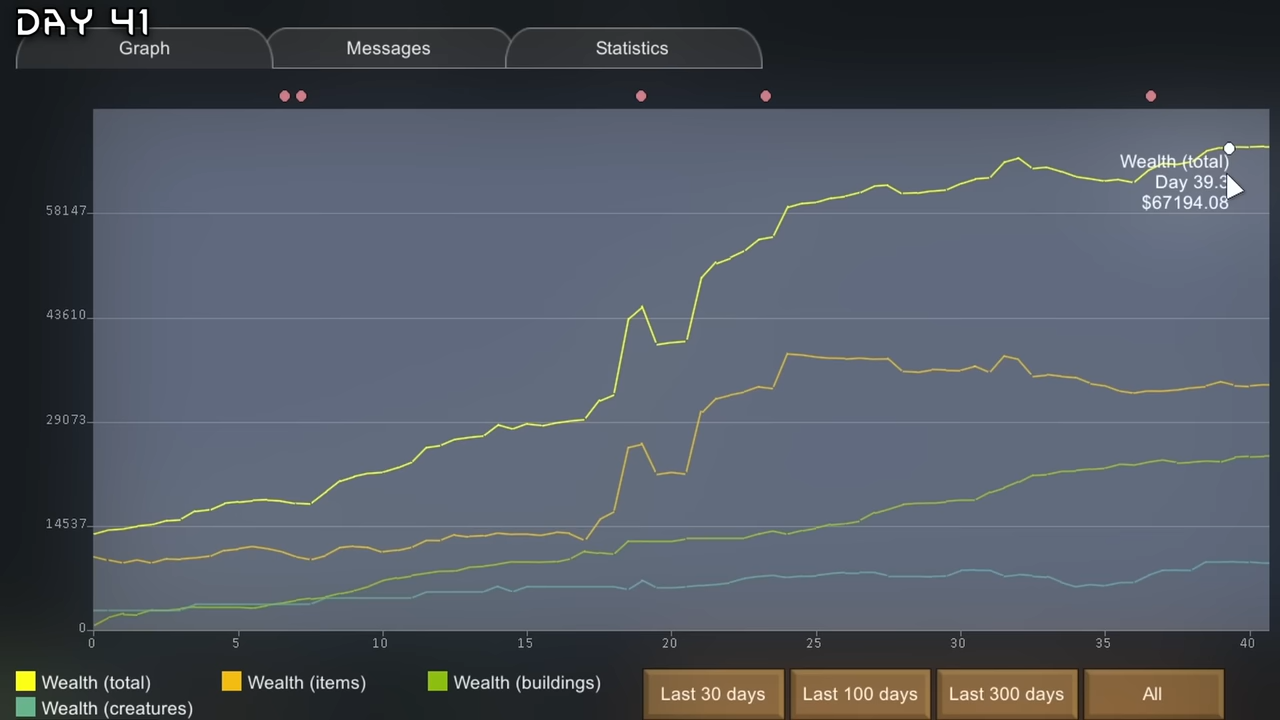 DAY 41
Graph Messages Statistics
Wealth (total)
Day 39.3
$67194.08
58147
43610
29073
14537
0
0 5 10 15 20 25 30 35 40
Wealth (total) Wealth (items) Wealth (buildings)
Wealth (creatures)
Last 30 days Last 100 days Last 300 days All